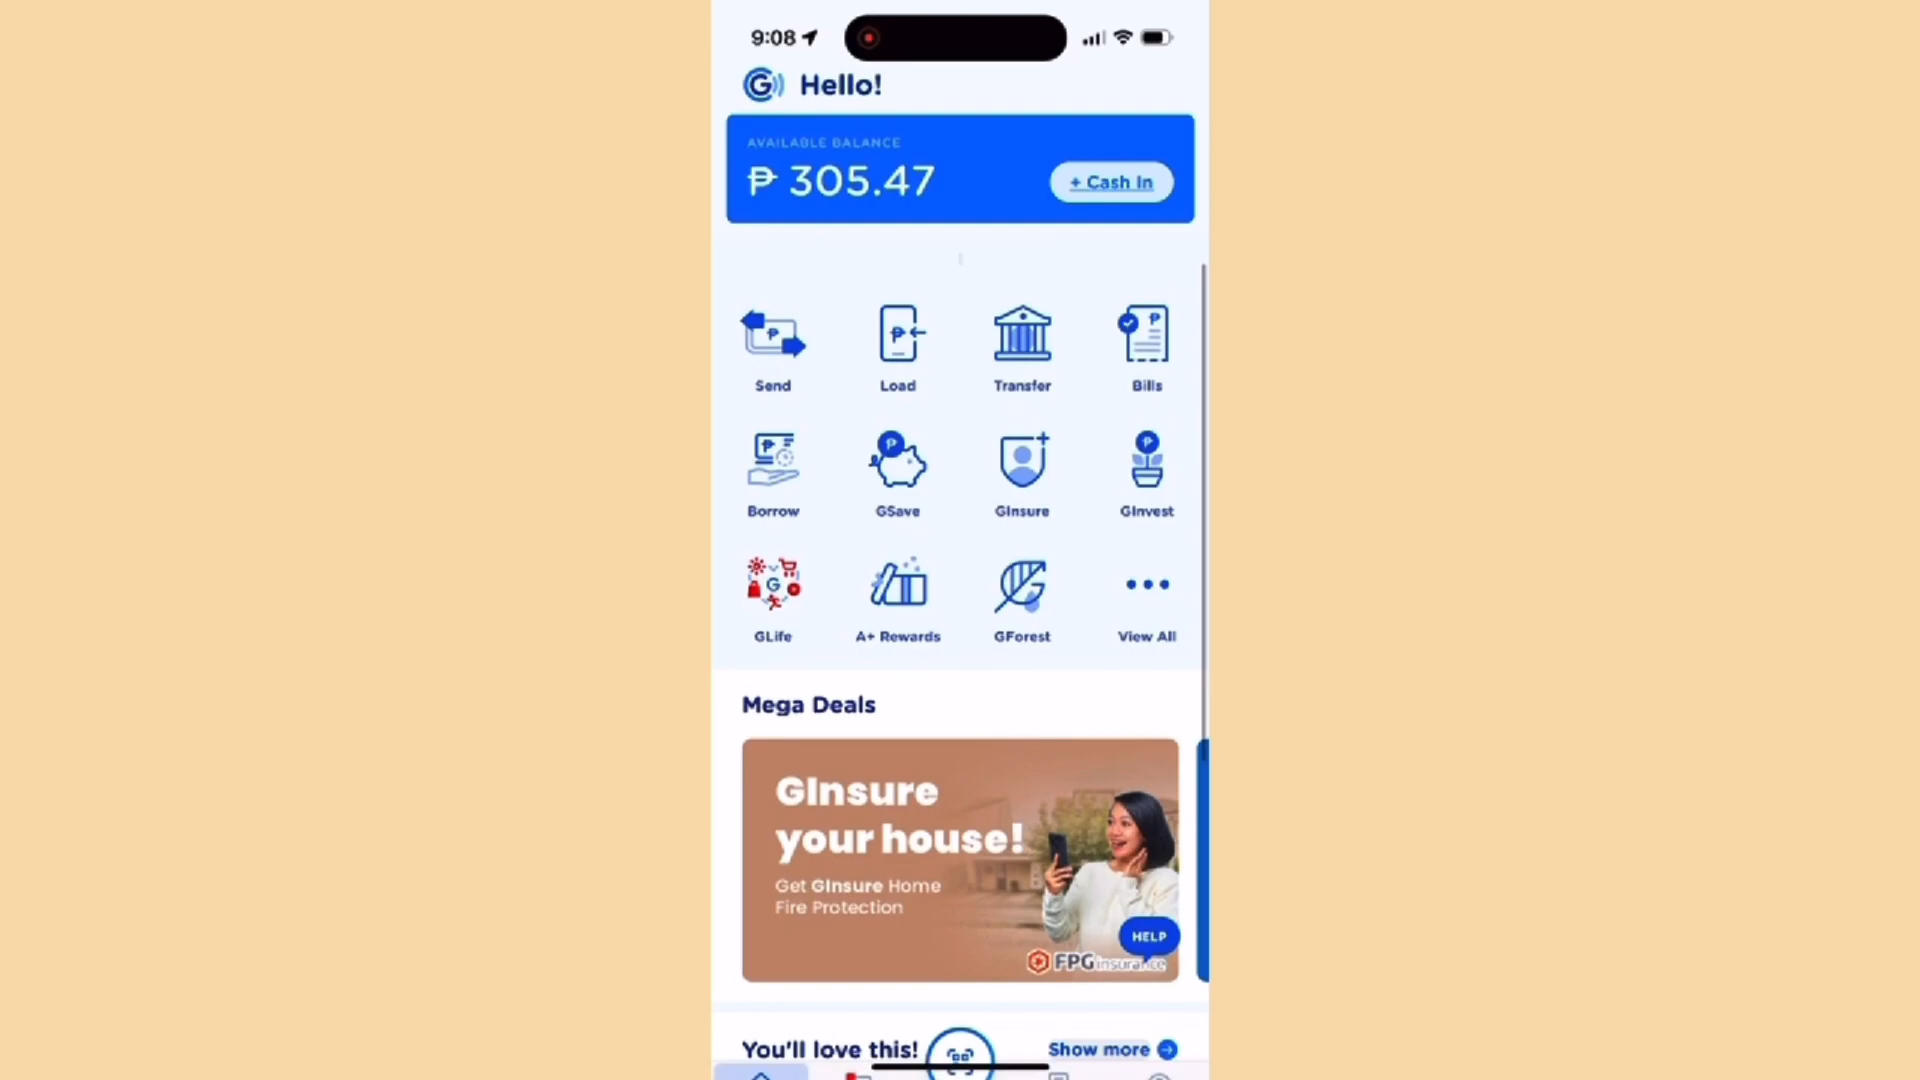 9:08
G Hello!
AVAILABLE BALANCE
₱ 305.47
+ Cash In
Send
Load
Transfer
Bills
Borrow
GSave
GInsure
GInvest
GLife
A+ Rewards
GForest
View All
Mega Deals
GInsure
your house!
Get GInsure Home
Fire Protection
HELP
FPG insurance
You'll love this!
Show more